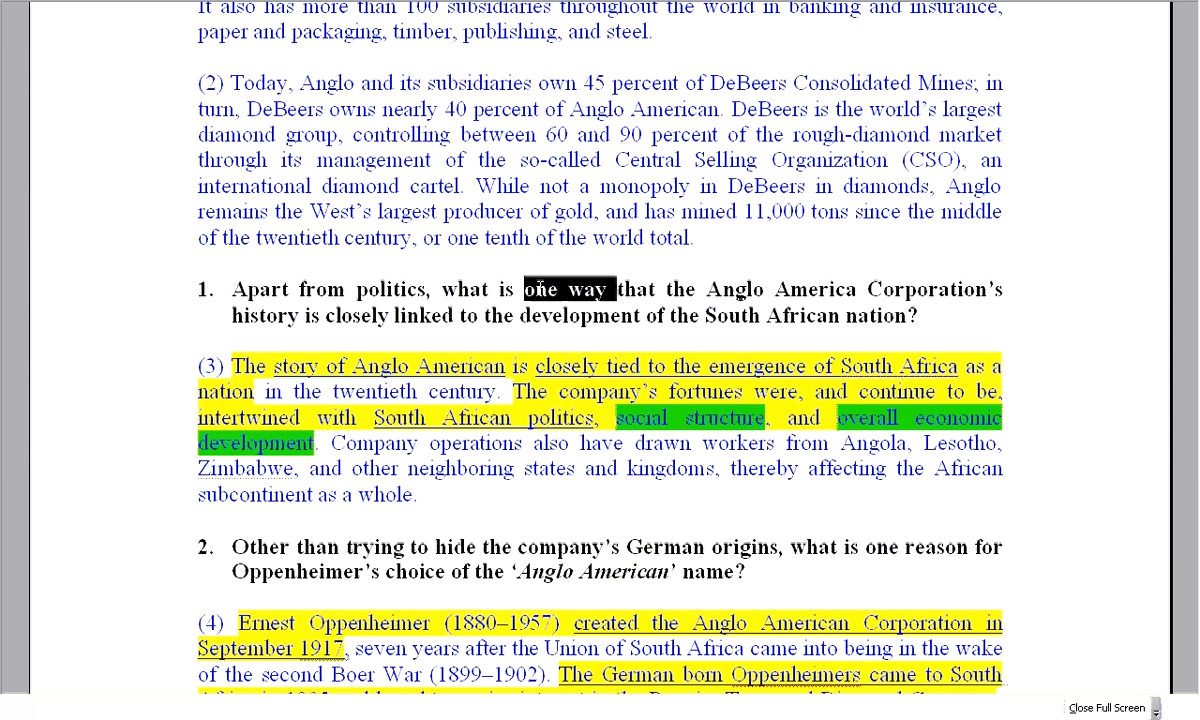 It also has more than 100 subsidiaries throughout the world in banking and insurance,
paper and packaging, timber, publishing, and steel.
(2) Today, Anglo and its subsidiaries own 45 percent of DeBeers Consolidated Mines; in
turn, DeBeers owns nearly 40 percent of Anglo American. DeBeers is the world's largest
diamond group, controlling between 60 and 90 percent of the rough-diamond market
through its management of the so-called Central Selling Organization (CSO), an
international diamond cartel. While not a monopoly in DeBeers in diamonds, Anglo
remains the West's largest producer of gold, and has mined 11,000 tons since the middle
of the twentieth century, or one tenth of the world total.
1. Apart from politics, what is one way that the Anglo America Corporation's
history is closely linked to the development of the South African nation?
(3) The story of Anglo American is closely tied to the emergence of South Africa as a
nation in the twentieth century. The company's fortunes were, and continue to be,
intertwined with South African politics, social structure, and overall economic
development. Company operations also have drawn workers from Angola, Lesotho,
Zimbabwe, and other neighboring states and kingdoms, thereby affecting the African
subcontinent as a whole.
2. Other than trying to hide the company's German origins, what is one reason for
Oppenheimer's choice of the 'Anglo American' name?
(4) Ernest Oppenheimer (1880–1957) created the Anglo American Corporation in
September 1917, seven years after the Union of South Africa came into being in the wake
of the second Boer War (1899–1902). The German born Oppenheimers came to South
Close Full Screen